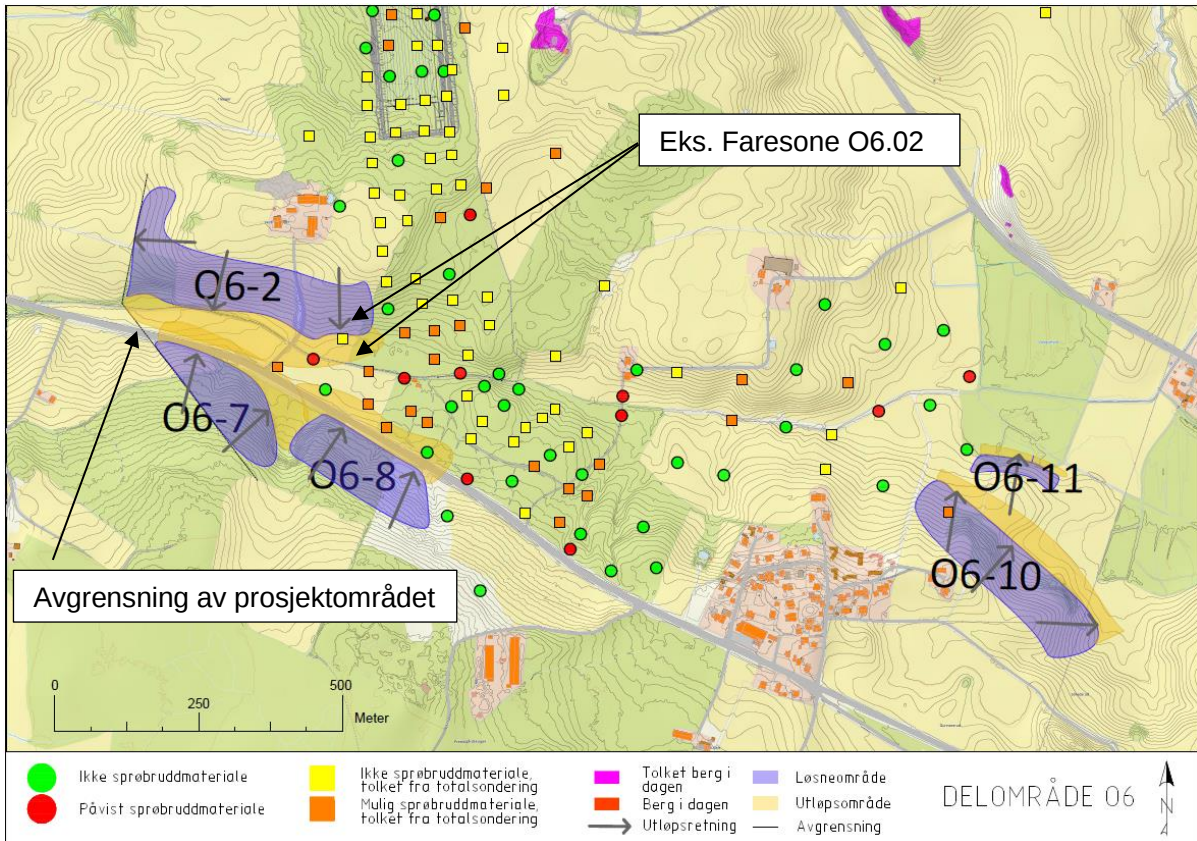 Eks. Faresone O6.02
O6-2
O6-7
O6-8
O6-11
O6-10
Avgrensning av prosjektområdet
0 500
250
Meter
Ikke sprøbruddmateriale
Påvist sprøbruddmateriale
Ikke sprøbruddmateriale,
tolket fra totalsondering
Mulig sprøbruddmateriale,
tolket fra totalsondering
Tolket berg i
dagen
Berg i dagen
Utløpsretning
Løsneområde
Utløpsområde
Avgrensning
DELOMRÅDE O6
N